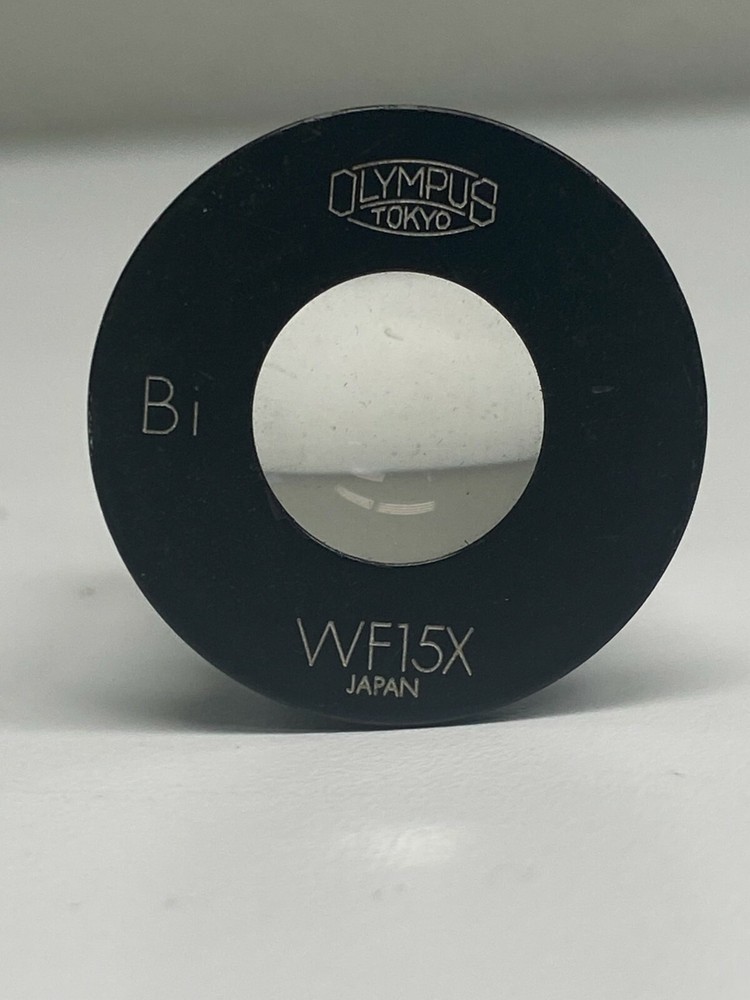 OLYMPUS
TOKYO
Bi
WF15X
JAPAN